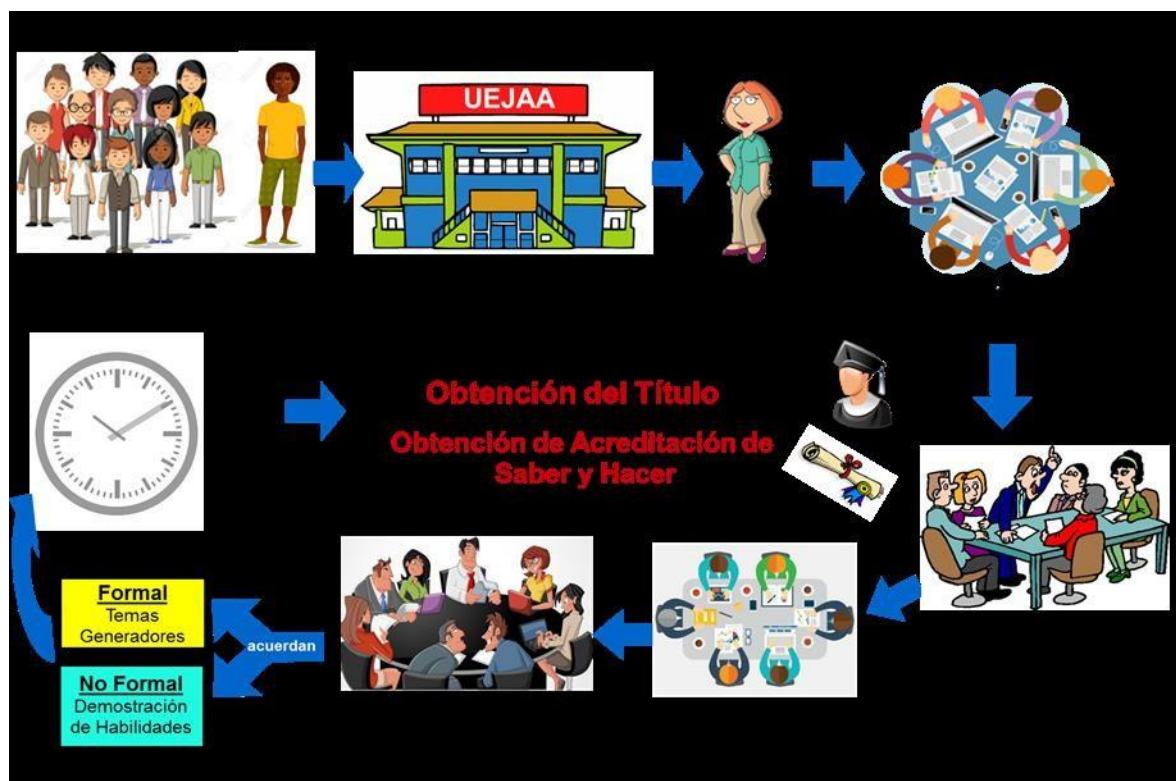 UEJAA
Obtención del Título
Obtención de Acreditación de
Saber y Hacer
Formal
Temas
Generadores
acuerdan
No Formal
Demostración
de Habilidades